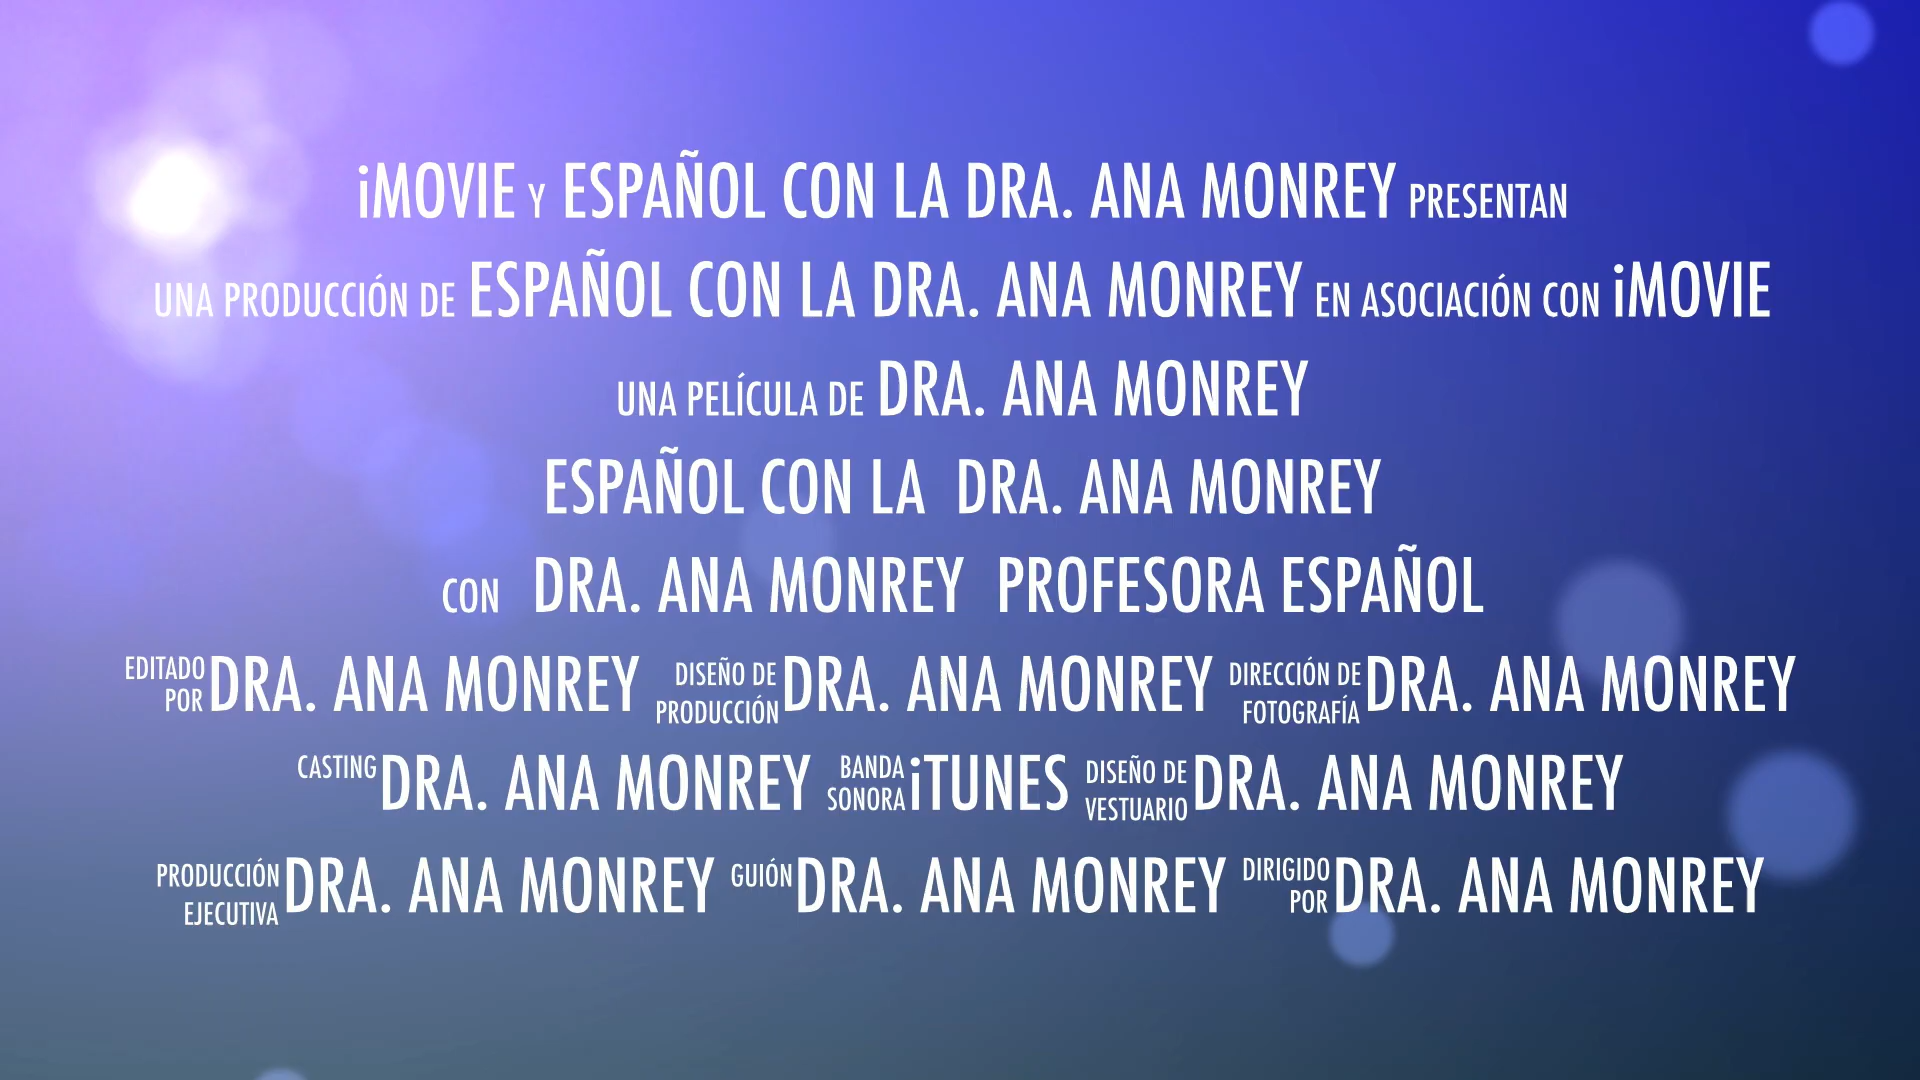 iMOVIE Y ESPAÑOL CON LA DRA. ANA MONREY PRESENTAN
UNA PRODUCCIÓN DE ESPAÑOL CON LA DRA. ANA MONREY EN ASOCIACIÓN CON iMOVIE
UNA PELÍCULA DE DRA. ANA MONREY
ESPAÑOL CON LA DRA. ANA MONREY
CON DRA. ANA MONREY PROFESORA ESPAÑOL
EDITADO POR DRA. ANA MONREY DISEÑO DE PRODUCCIÓN DRA. ANA MONREY DIRECCIÓN DE FOTOGRAFÍA DRA. ANA MONREY
CASTING DRA. ANA MONREY BANDA SONORA iTUNES DISEÑO DE VESTUARIO DRA. ANA MONREY
PRODUCCIÓN EJECUTIVA DRA. ANA MONREY GUIÓN DRA. ANA MONREY DIRIGIDO POR DRA. ANA MONREY